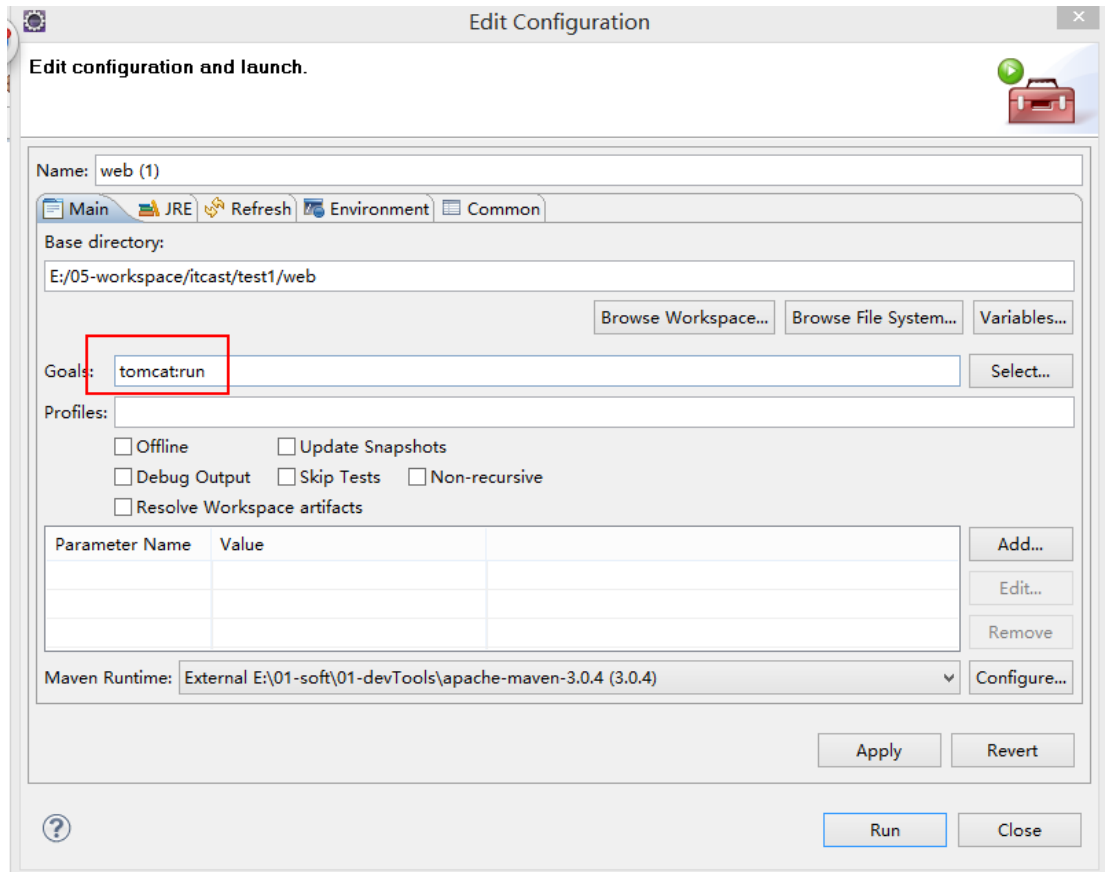 Edit Configuration
Edit configuration and launch.
Name: web (1)
Main JRE Refresh Environment Common
Base directory:
E:/05-workspace/itcast/test1/web
Browse Workspace... Browse File System... Variables...
Goals: tomcat:run Select...
Profiles:
Offline Update Snapshots
Debug Output Skip Tests Non-recursive
Resolve Workspace artifacts
Parameter Name Value Add...
Edit...
Remove
Maven Runtime: External E:\01-soft\01-devTools\apache-maven-3.0.4 (3.0.4) Configure...
Apply Revert
Run Close